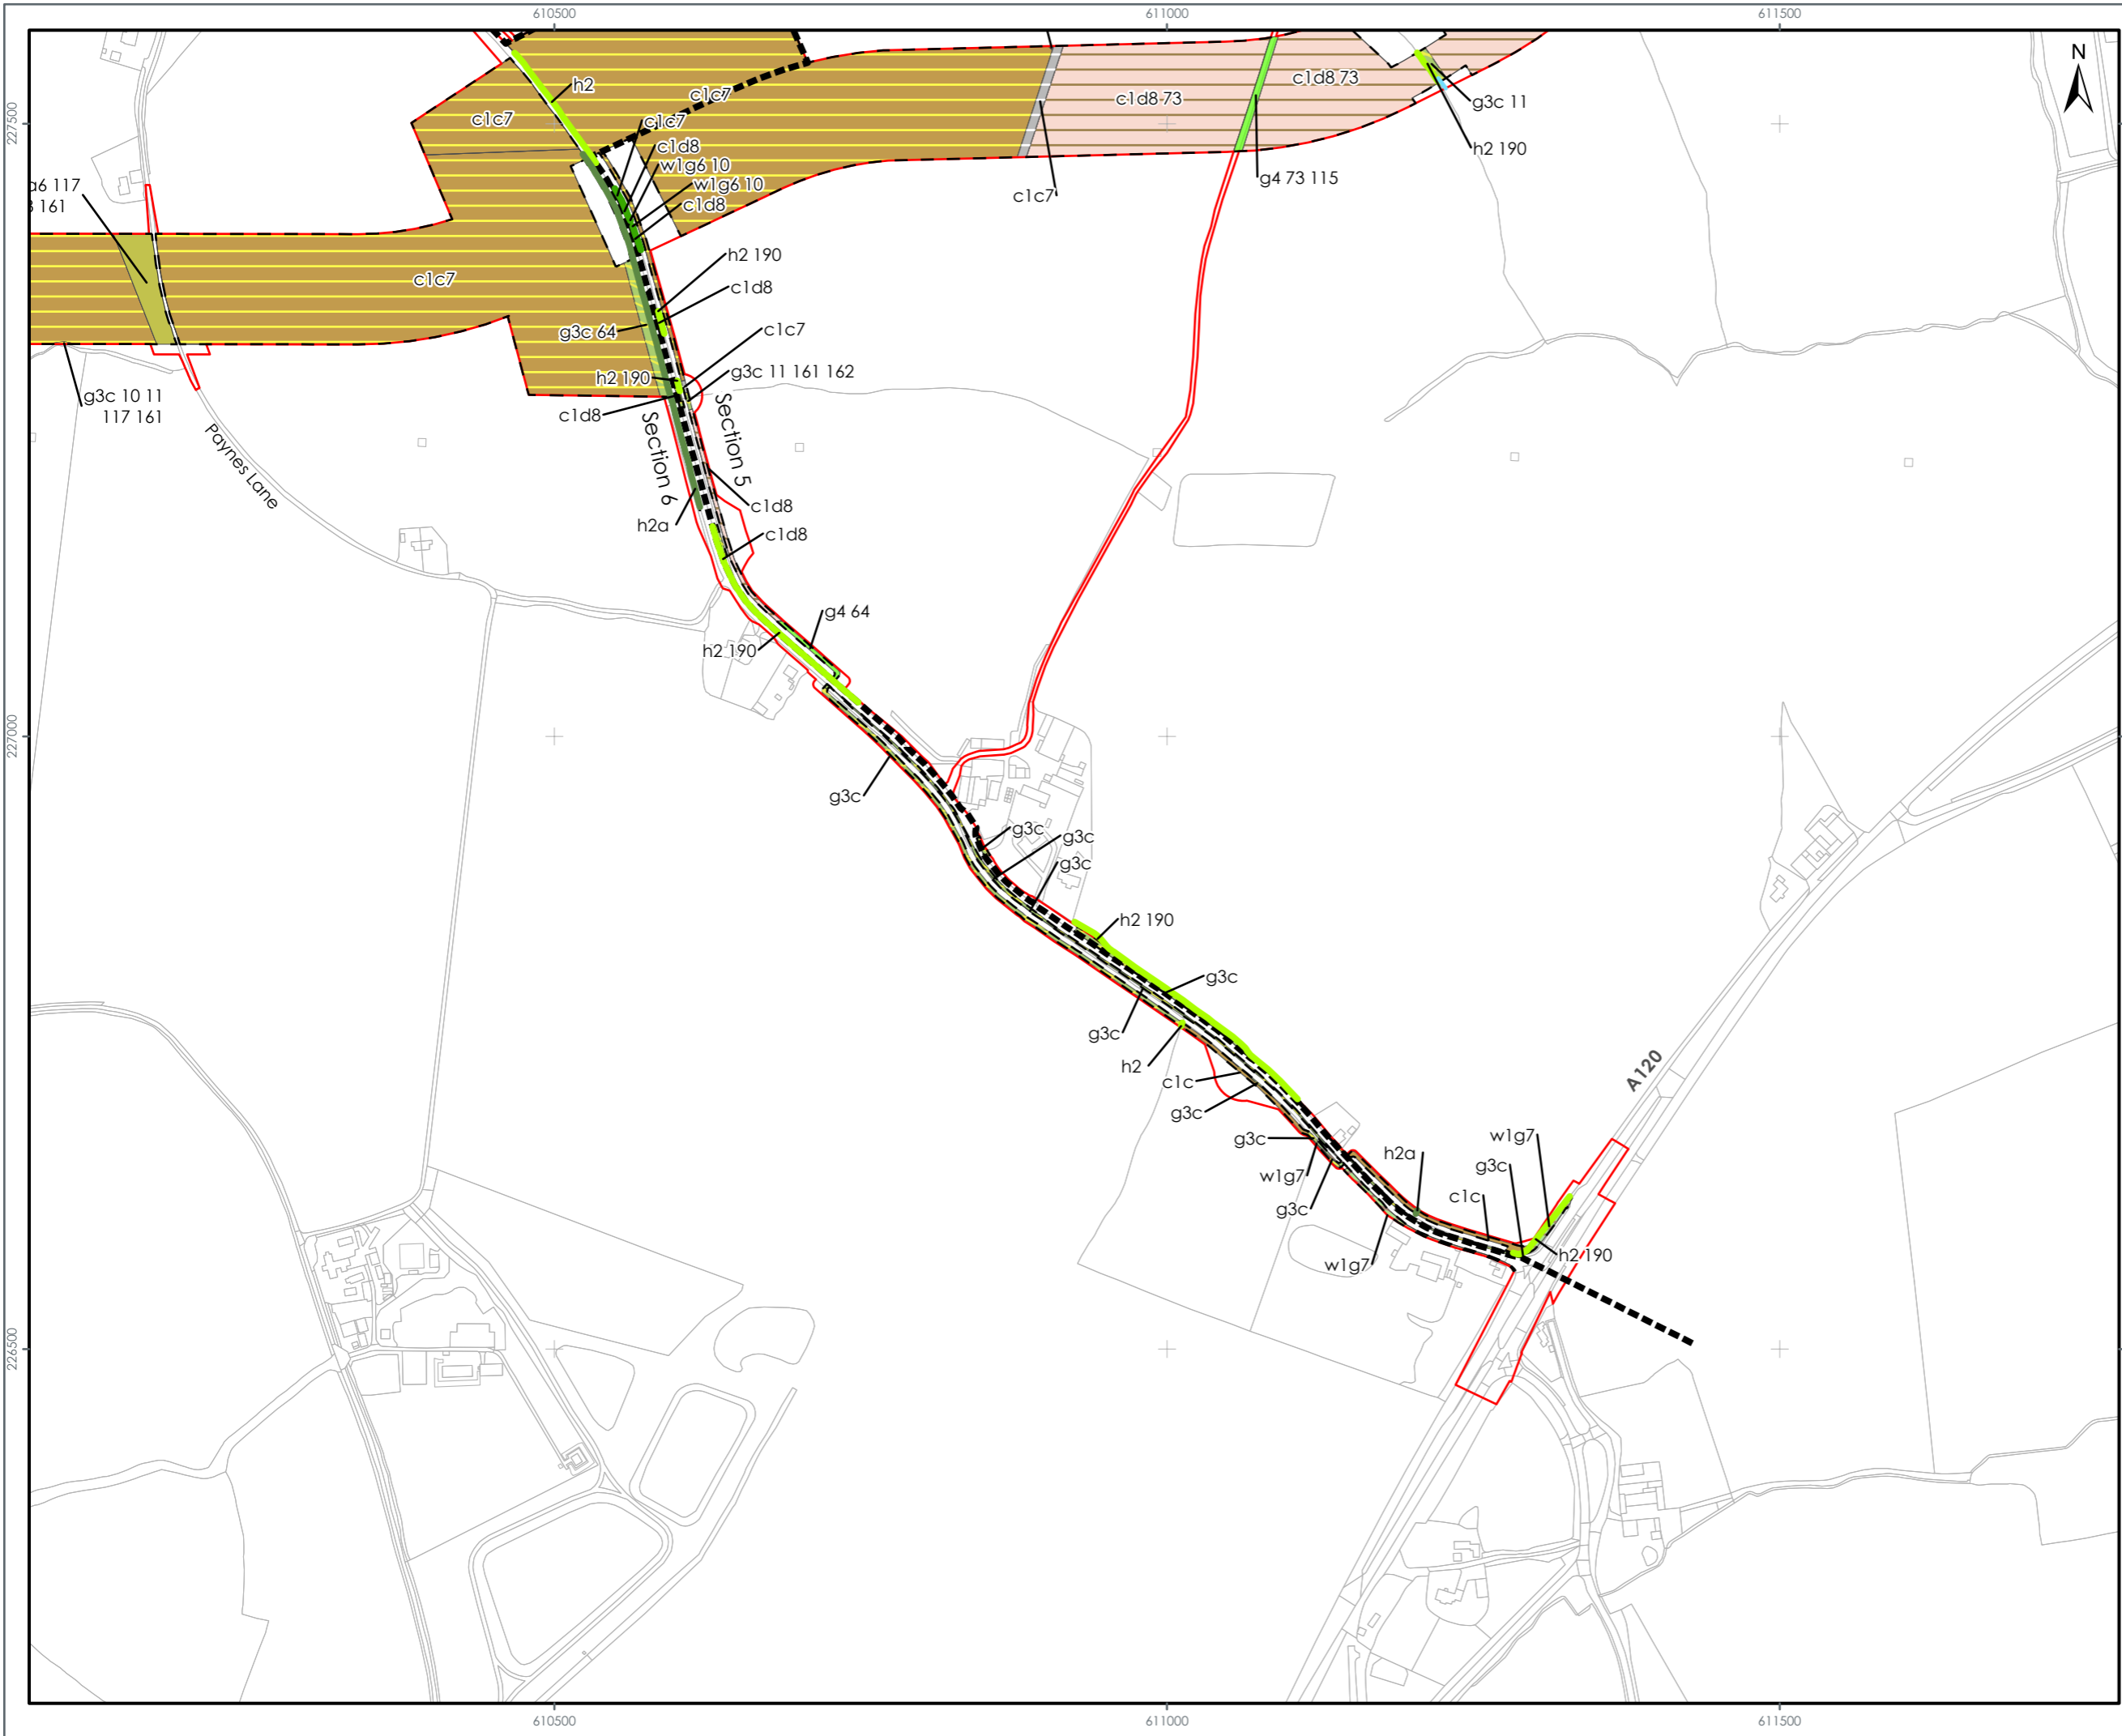 610500
611000
611500
N
227500
227000
226500
h2
c1c7
c1c7
c1c7
c1d8
w1g6 10
w1g6 10
c1d8
c1d8 73
c1d8 73
g3c 11
h2 190
g4 73 115
c1c7
a6 117
161
c1c7
h2 190
c1d8
g3c 64
c1c7
h2 190
g3c 11 161 162
c1d8
g3c 10 11
117 161
Paynes Lane
Section 6
Section 5
c1d8
h2a
c1d8
g4 64
h2 190
g3c
g3c
g3c
g3c
h2 190
g3c
g3c
h2
c1c
g3c
g3c
w1g7
g3c
h2a
w1g7
g3c
c1c
w1g7
h2 190
A120
610500
611000
611500